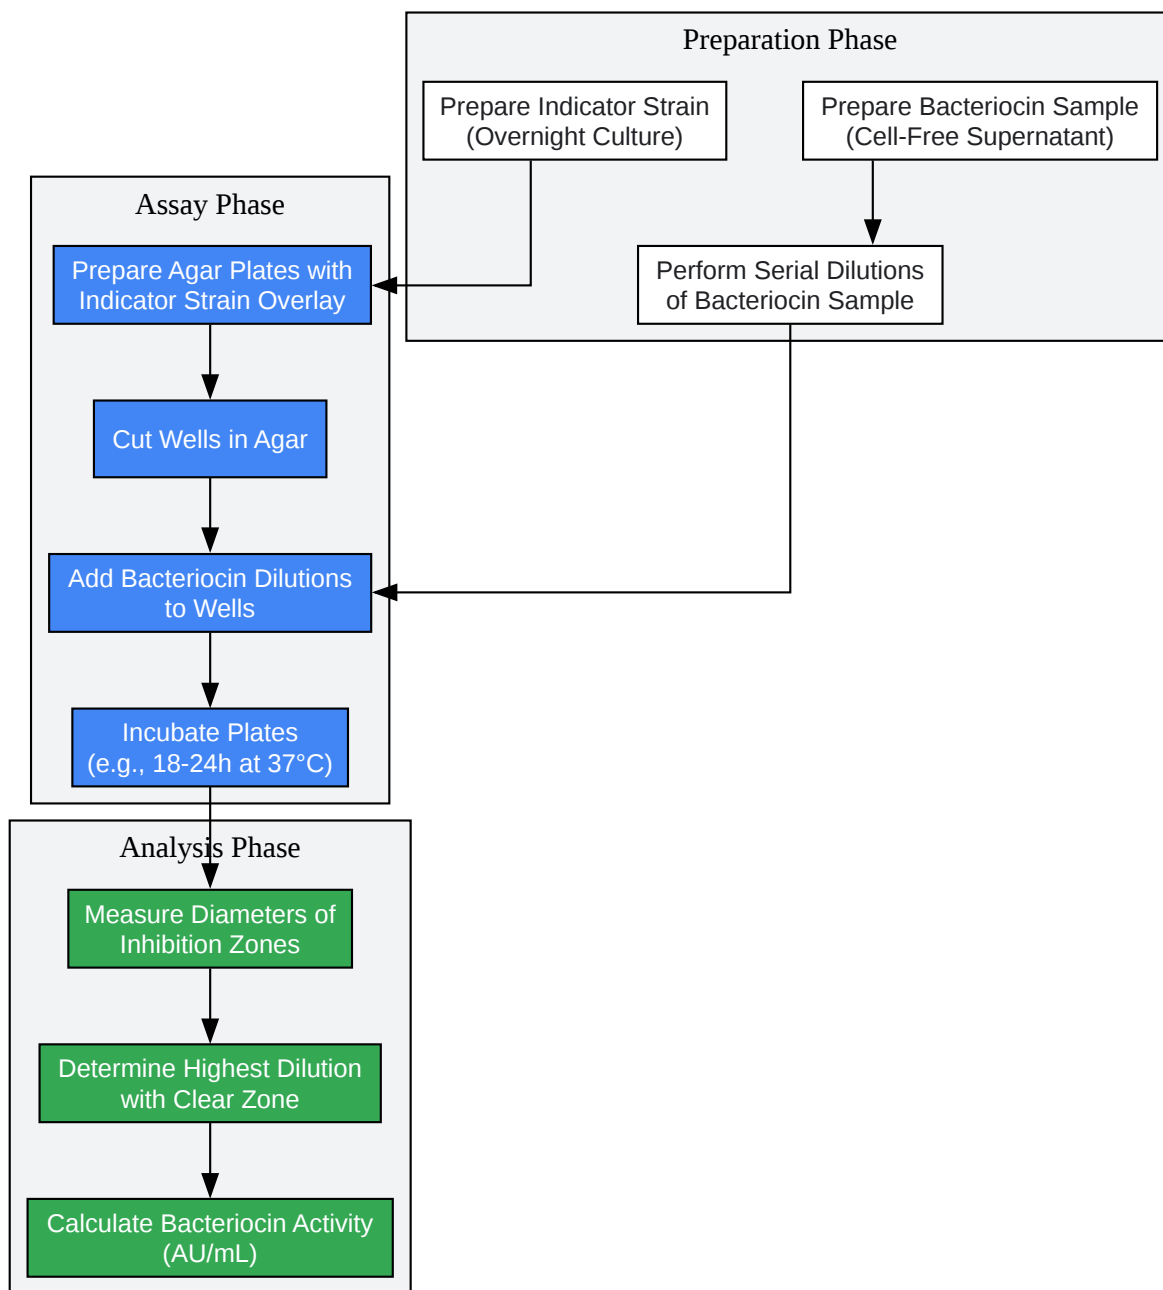 Preparation Phase
Prepare Indicator Strain
(Overnight Culture)
Prepare Bacteriocin Sample
(Cell-Free Supernatant)
Perform Serial Dilutions
of Bacteriocin Sample
Assay Phase
Prepare Agar Plates with
Indicator Strain Overlay
Cut Wells in Agar
Add Bacteriocin Dilutions
to Wells
Incubate Plates
(e.g., 18-24h at 37°C)
Analysis Phase
Measure Diameters of
Inhibition Zones
Determine Highest Dilution
with Clear Zone
Calculate Bacteriocin Activity
(AU/mL)